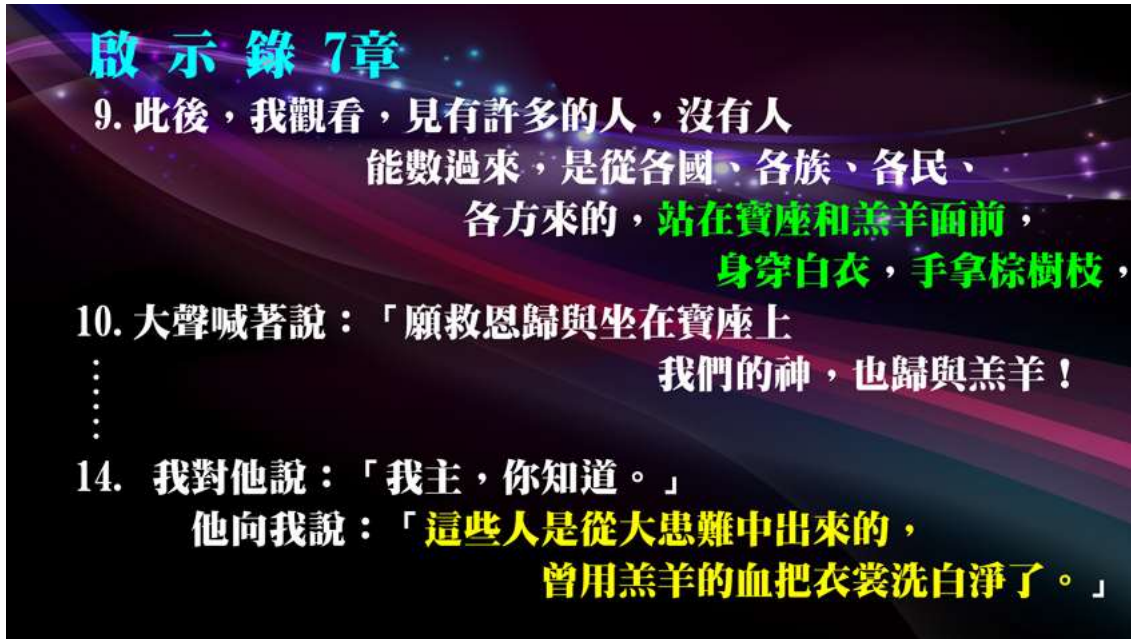 啟示錄 7章
9. 此後，我觀看，見有許多的人，沒有人
能數過來，是從各國、各族、各民、
各方來的，站在寶座和羔羊面前，
身穿白衣，手拿棕樹枝，
10. 大聲喊著說：「願救恩歸與坐在寶座上
我們的神，也歸與羔羊！
⋯⋯
14. 我對他說：「我主，你知道。」
他向我說：「這些人是從大患難中出來的，
曾用羔羊的血把衣裳洗白淨了。」